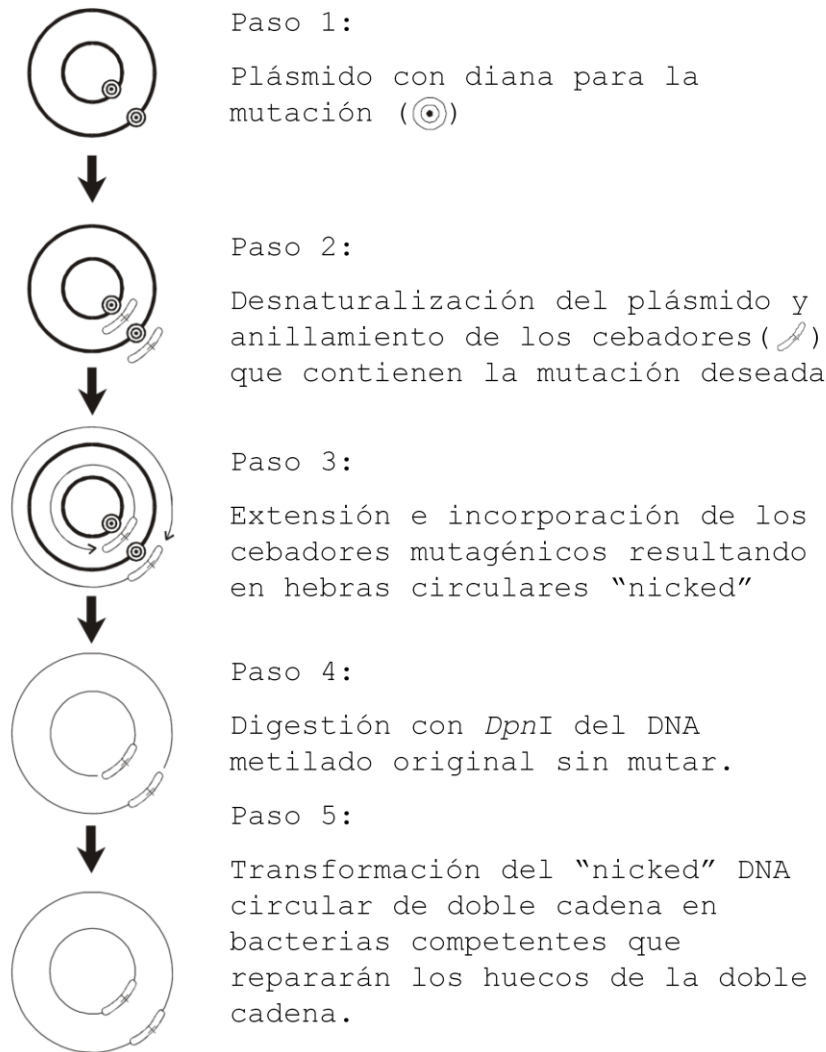 Paso 1:
Plásmido con diana para la
mutación ( )
Paso 2:
Desnaturalización del plásmido y
anillamiento de los cebadores( )
que contienen la mutación deseada
Paso 3:
Extensión e incorporación de los
cebadores mutagénicos resultando
en hebras circulares “nicked”
Paso 4:
Digestión con DpnI del DNA
metilado original sin mutar.
Paso 5:
Transformación del “nicked” DNA
circular de doble cadena en
bacterias competentes que
repararán los huecos de la doble
cadena.